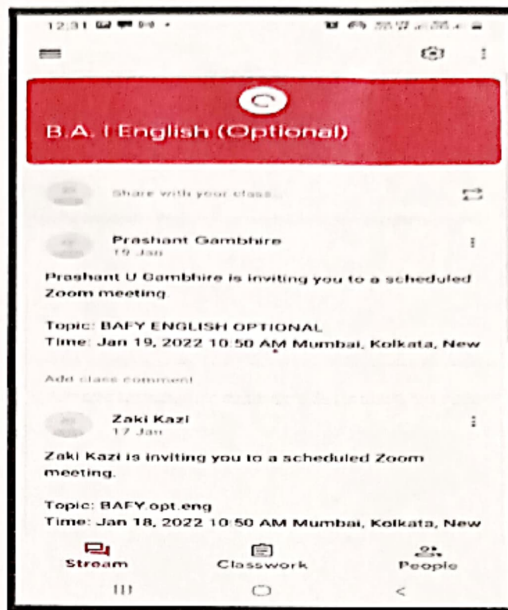 12:31
C
B.A. I English (Optional)
Share with your class...
Prashant Gambhire
19 Jan
Prashant U Gambhire is inviting you to a scheduled
Zoom meeting.
Topic: BAFY ENGLISH OPTIONAL
Time: Jan 19, 2022 10:50 AM Mumbai, Kolkata, New
Add class comment
Zaki Kazi
17 Jan
Zaki Kazi is inviting you to a scheduled Zoom
meeting.
Topic: BAFY.opt.eng
Time: Jan 18, 2022 10:50 AM Mumbai, Kolkata, New
Stream Classwork People